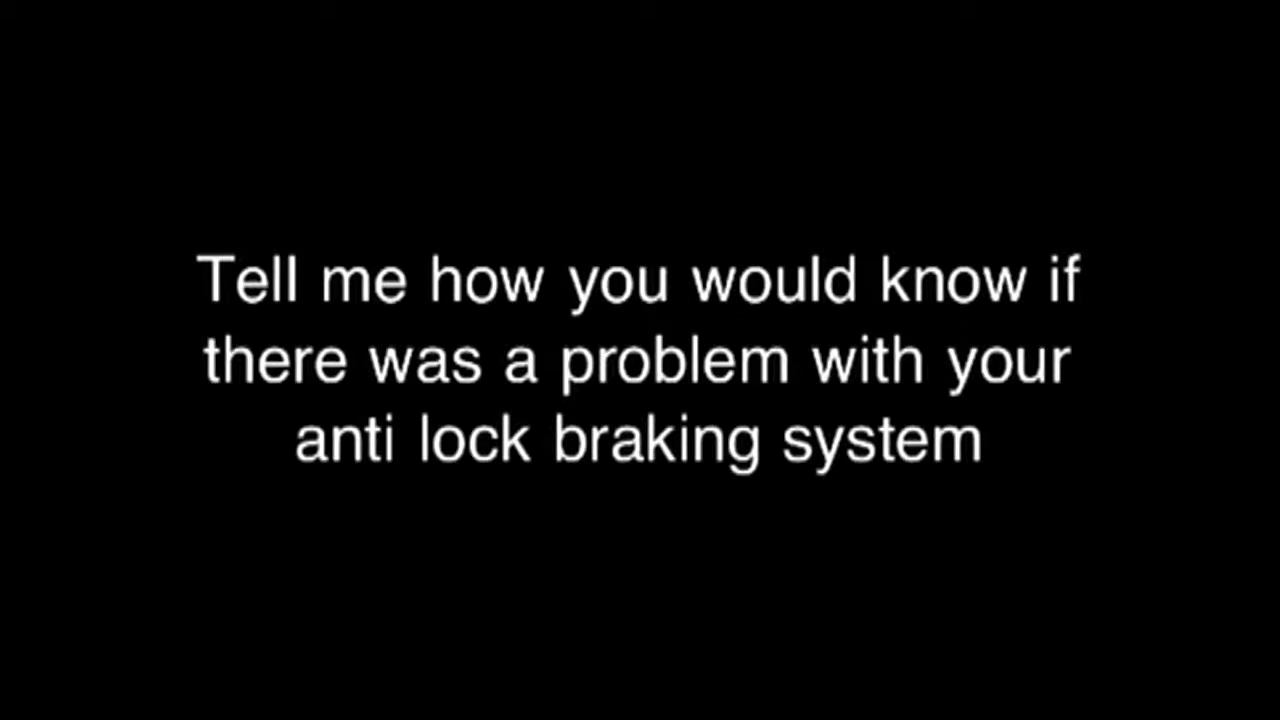 Tell me how you would know if
there was a problem with your
anti lock braking system